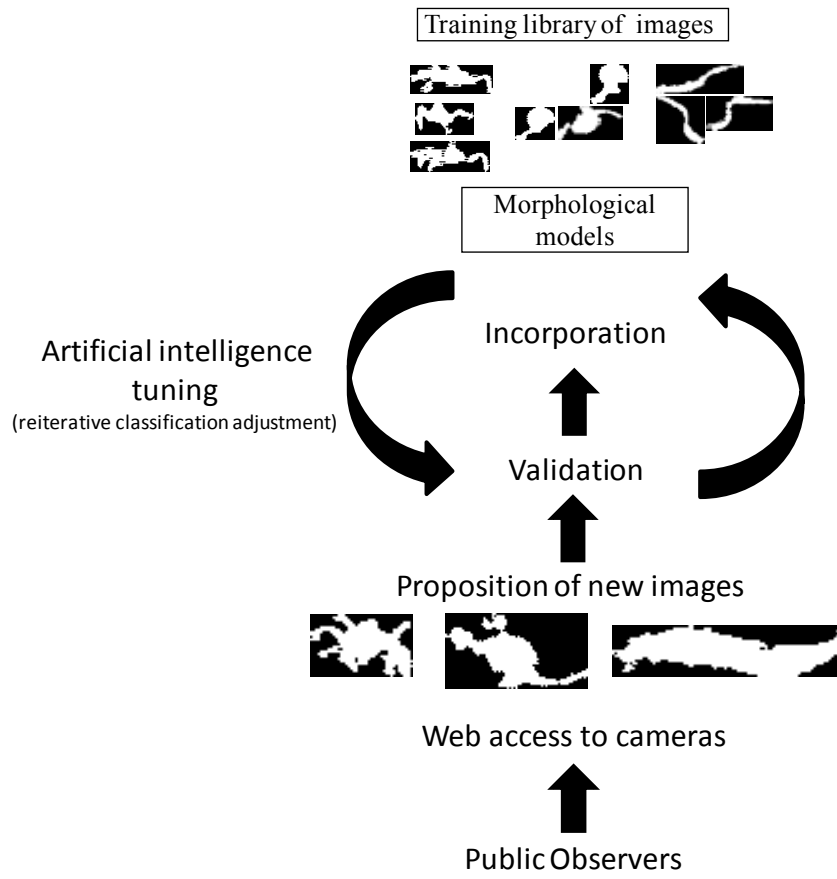 Training library of images
Morphological
models
Incorporation
Artificial intelligence
tuning
(reiterative classification adjustment)
Validation
Proposition of new images
Web access to cameras
Public Observers